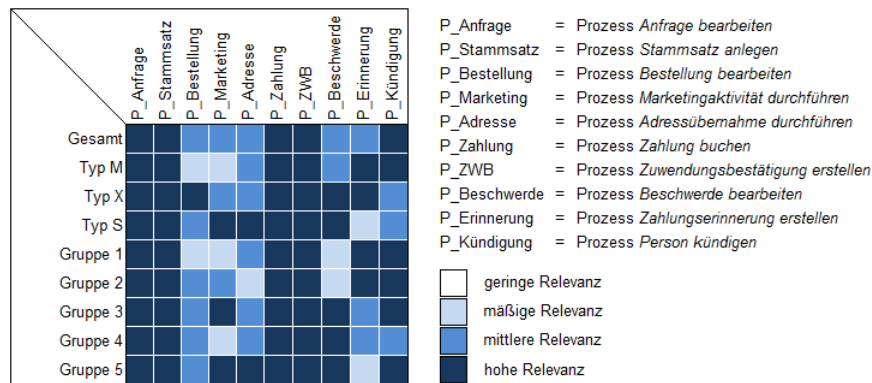 P_Anfrage
P_Stammsatz
P_Bestellung
P_Marketing
P_Adresse
P_Zahlung
P_ZWB
P_Beschwerde
P_Erinnerung
P_Kündigung
Gesamt
Typ M
Typ X
Typ S
Gruppe 1
Gruppe 2
Gruppe 3
Gruppe 4
Gruppe 5
P_Anfrage = Prozess Anfrage bearbeiten
P_Stammsatz = Prozess Stammsatz anlegen
P_Bestellung = Prozess Bestellung bearbeiten
P_Marketing = Prozess Marketingaktivität durchführen
P_Adresse = Prozess Adressübernahme durchführen
P_Zahlung = Prozess Zahlung buchen
P_ZWB = Prozess Zuwendungsbestätigung erstellen
P_Beschwerde = Prozess Beschwerde bearbeiten
P_Erinnerung = Prozess Zahlungserinnerung erstellen
P_Kündigung = Prozess Person kündigen
geringe Relevanz
mäßige Relevanz
mittlere Relevanz
hohe Relevanz